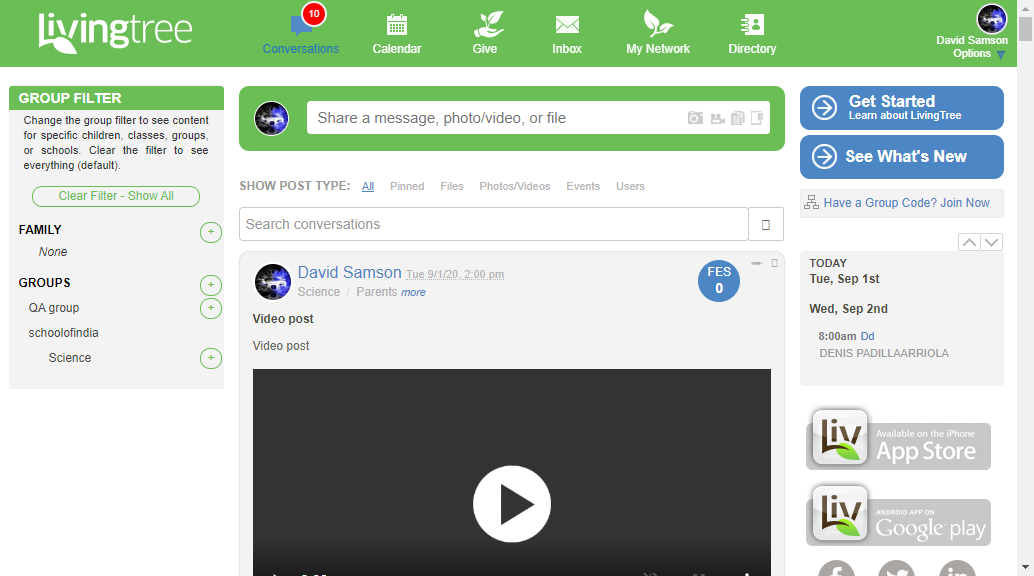 livingtree
10
Conversations
Calendar
Give
Inbox
My Network
Directory
David Samson
Options
GROUP FILTER
Change the group filter to see content
for specific children, classes, groups,
or schools. Clear the filter to see
everything (default).
Clear Filter - Show All
FAMILY
+
None
GROUPS
+
QA group
+
schoolofindia
Science
+
Share a message, photo/video, or file
SHOW POST TYPE: All Pinned Files Photos/Videos Events Users
Search conversations
David Samson Tue 9/1/20, 2:00 pm
Science / Parents more
FES
0
Video post
Video post
Get Started
Learn about LivingTree
See What's New
Have a Group Code? Join Now
TODAY
Tue, Sep 1st
Wed, Sep 2nd
8:00am Dd
DENIS PADILLAARRIOLA
Liv
Available on the iPhone
App Store
Liv
ANDROID APP ON
Google play